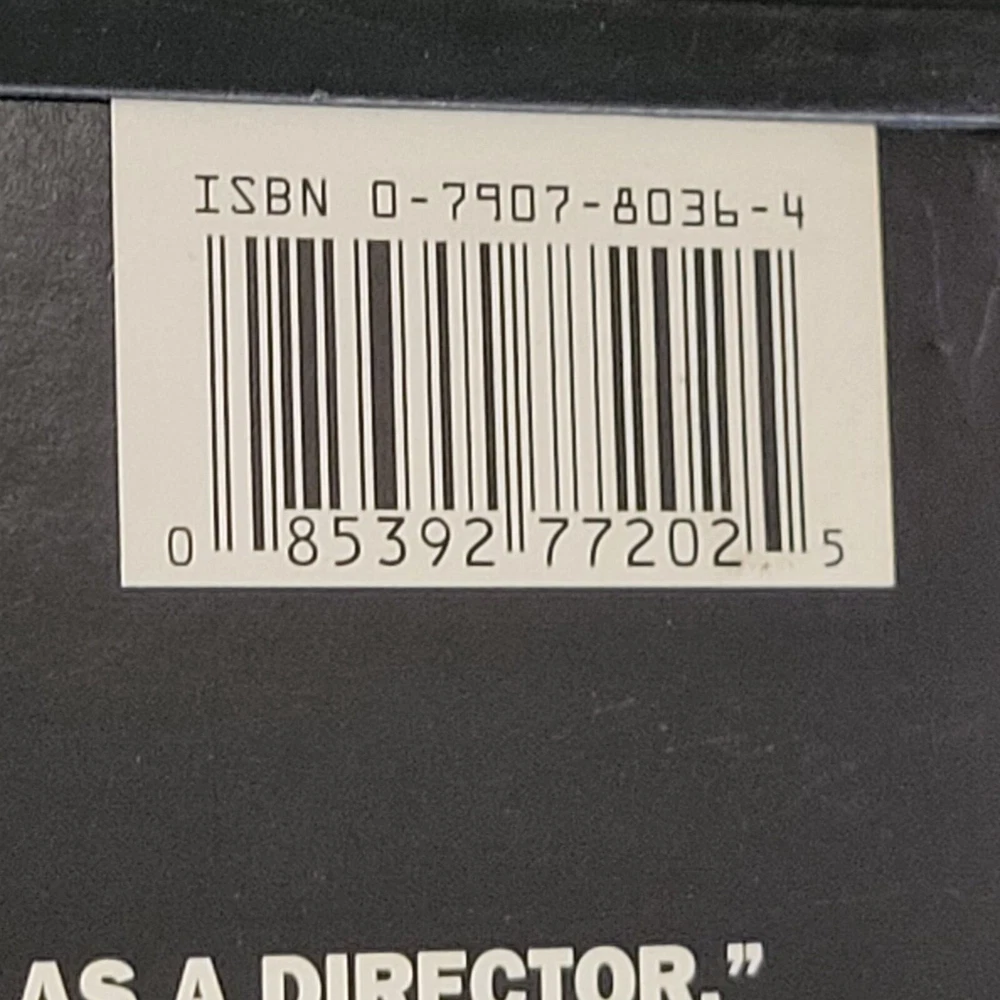 ISBN 0-7907-8036-4
0 85392 77202 5
AS A DIRECTOR.”